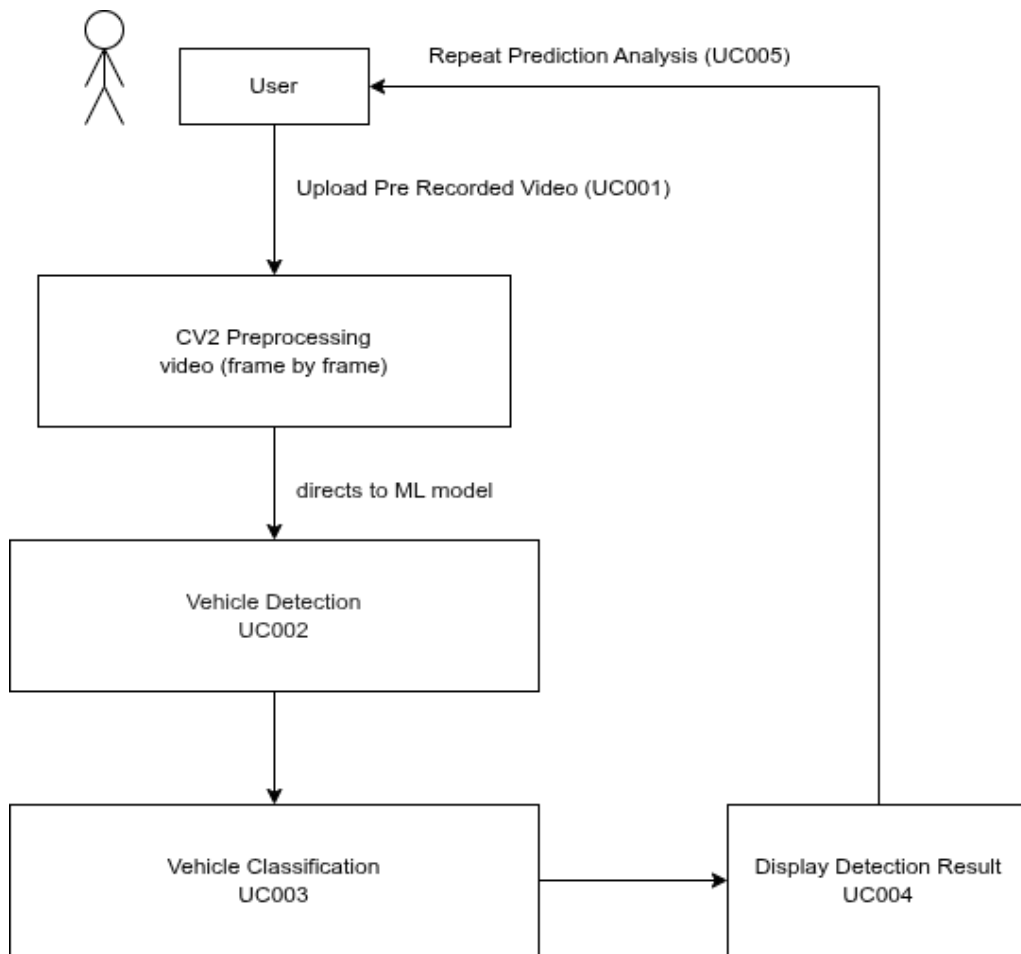 Repeat Prediction Analysis (UC005)
User
Upload Pre Recorded Video (UC001)
CV2 Preprocessing
video (frame by frame)
directs to ML model
Vehicle Detection
UC002
Vehicle Classification
UC003
Display Detection Result
UC004